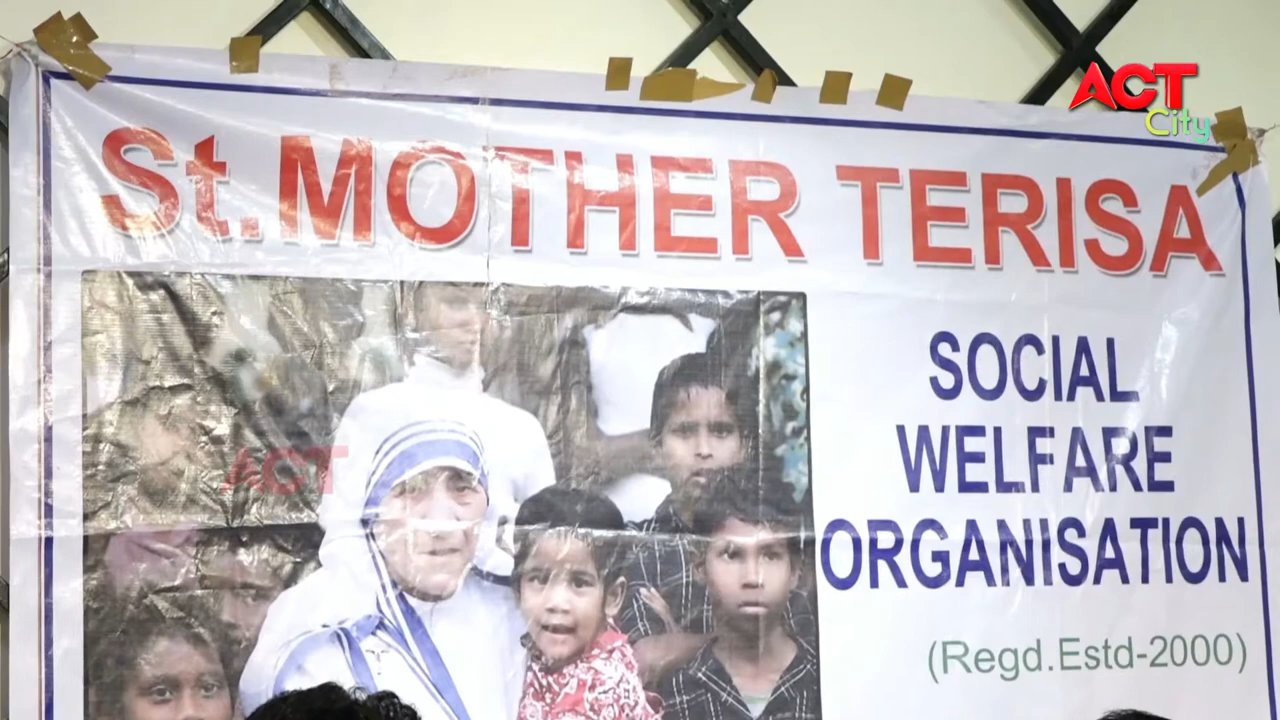 ACT
City
St.MOTHER TERISA
SOCIAL
WELFARE
ORGANISATION
(Regd.Estd-2000)
ACT